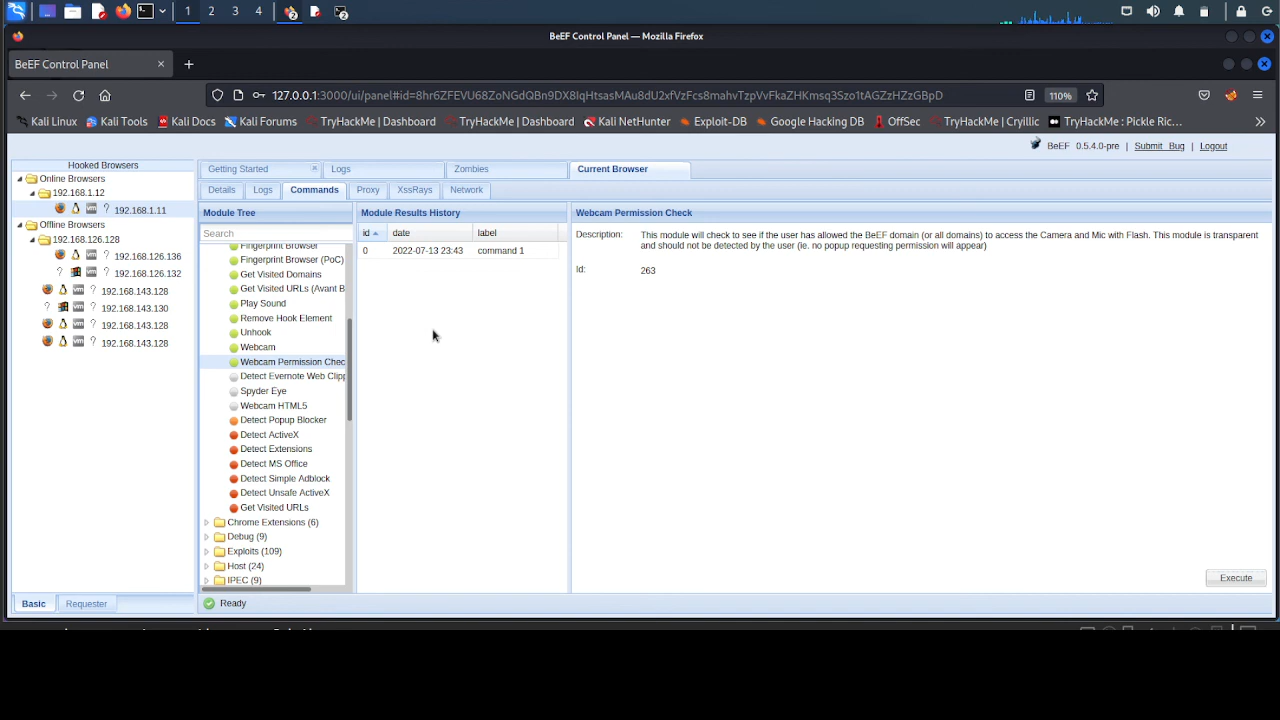 1 2 3 4
BeEF Control Panel — Mozilla Firefox
BeEF Control Panel
127.0.0.1:3000/ui/panel#id=8hr6ZFEVU68ZoNGdQBn9DX8IqHtsasMAu8dU2xfVzFcs8mahvTzpVvFkaZHKmsq3Szo1tAGZzHZzGBpD 110%
Kali Linux Kali Tools Kali Docs Kali Forums TryHackMe | Dashboard TryHackMe | Dashboard Kali NetHunter Exploit-DB Google Hacking DB OffSec TryHackMe | Cryillic TryHackMe : Pickle Ric...
BeEF 0.5.4.0-pre | Submit Bug | Logout
Hooked Browsers
Online Browsers
192.168.1.12
192.168.1.11
Offline Browsers
192.168.126.128
192.168.126.136
192.168.126.132
192.168.143.128
192.168.143.130
192.168.143.128
192.168.143.128
Basic Requester
Getting Started Logs Zombies Current Browser
Details Logs Commands Proxy XssRays Network
Module Tree
Search
Fingerprint Browser
Fingerprint Browser (PoC)
Get Visited Domains
Get Visited URLs (Avant B
Play Sound
Remove Hook Element
Unhook
Webcam
Webcam Permission Chec
Detect Evernote Web Clipp
Spyder Eye
Webcam HTML5
Detect Popup Blocker
Detect ActiveX
Detect Extensions
Detect MS Office
Detect Simple Adblock
Detect Unsafe ActiveX
Get Visited URLs
Chrome Extensions (6)
Debug (9)
Exploits (109)
Host (24)
IPEC (9)
Module Results History
id date label
0 2022-07-13 23:43 command 1
Webcam Permission Check
Description: This module will check to see if the user has allowed the BeEF domain (or all domains) to access the Camera and Mic with Flash. This module is transparent
and should not be detected by the user (ie. no popup requesting permission will appear)
Id: 263
Execute
Ready